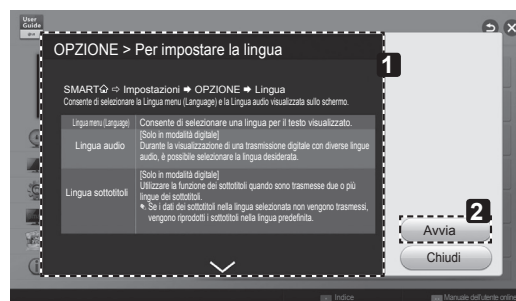 User
Guide
OPZIONE > Per impostare la lingua
1
SMART ⇨ Impostazioni ➡ OPZIONE ➡ Lingua
Consente di selezionare la Lingua menu (Language) e la Lingua audio visualizzata sullo schermo.
Lingua menu (Language) Consente di selezionare una lingua per il testo visualizzato.
Lingua audio
[Solo in modalità digitale]
Durante la visualizzazione di una trasmissione digitale con diverse lingue
audio, è possibile selezionare la lingua desiderata.
Lingua sottotitoli
[Solo in modalità digitale]
Utilizzare la funzione dei sottotitoli quando sono trasmesse due o più
lingue dei sottotitoli.
Se i dati dei sottotitoli nella lingua selezionata non vengono trasmessi,
vengono riprodotti i sottotitoli nella lingua predefinita.
2
Avvia
Chiudi
Indice
Manuale dell'utente online